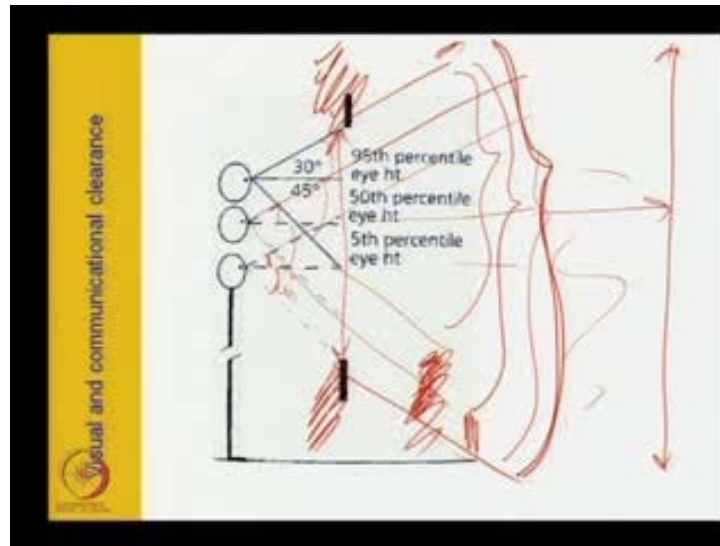 Visual and communicational clearance
30°
45°
95th percentile
eye ht
50th percentile
eye ht
5th percentile
eye ht